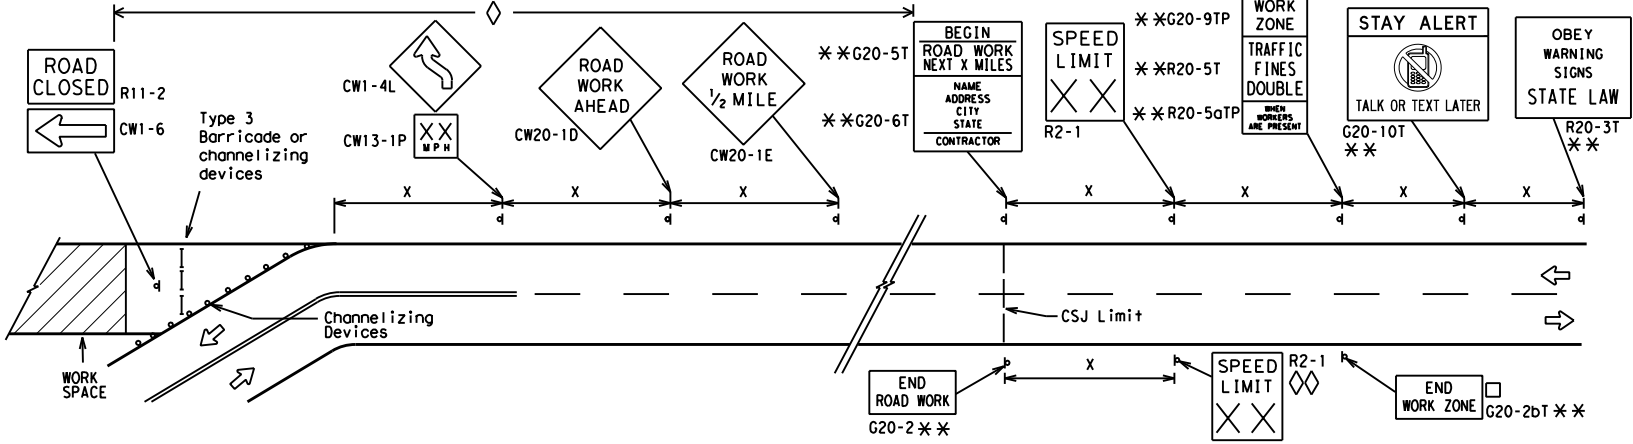 ROAD
CLOSED
R11-2
CW1-6
Type 3
Barricade or
channelizing
devices
CW1-4L
XX
MPH
CW13-1P
ROAD
WORK
AHEAD
CW20-1D
ROAD
WORK
1/2 MILE
CW20-1E
**G20-5T
**G20-6T
BEGIN
ROAD WORK
NEXT X MILES
NAME
ADDRESS
CITY
STATE
CONTRACTOR
SPEED
LIMIT
XX
R2-1
**G20-9TP
**R20-5T
**R20-5aTP
WORK
ZONE
TRAFFIC
FINES
DOUBLE
WHEN
WORKERS
ARE PRESENT
STAY ALERT
TALK OR TEXT LATER
G20-10T
**
OBEY
WARNING
SIGNS
STATE LAW
R20-3T
**
X
X
X
X
X
X
X
Channelizing
Devices
WORK
SPACE
CSJ Limit
X
END
ROAD WORK
G20-2 **
SPEED
LIMIT
XX
R2-1
END
WORK ZONE
G20-2bT **